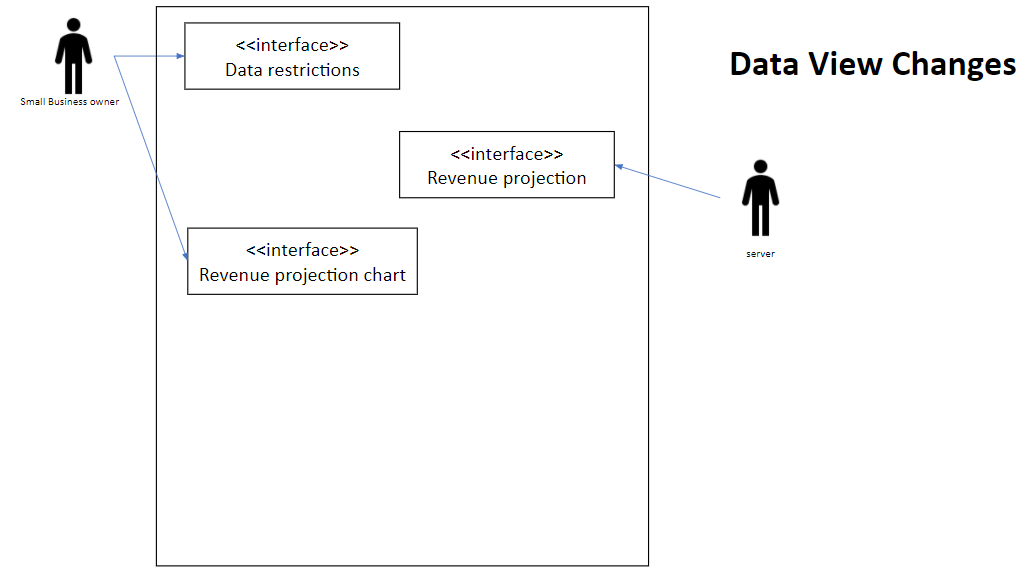 <<interface>>
Data restrictions
Data View Changes
Small Business owner
<<interface>>
Revenue projection
server
<<interface>>
Revenue projection chart